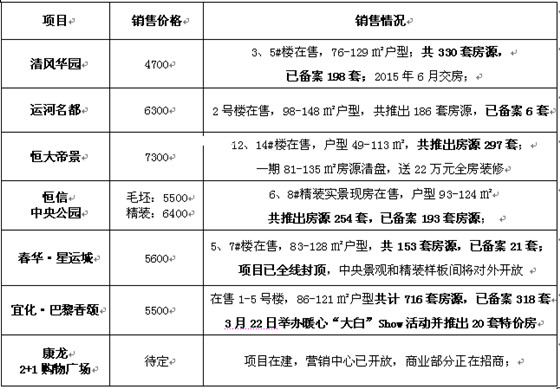 项目 销售价格 销售情况
清风华园 4700 3、5#楼在售，76-129㎡户型；共330套房源，
已备案198套；2015年6月交房；
运河名都 6300 2号楼在售，98-148㎡户型，共推出186套房源，已备案6套
恒大帝景 7300 12、14#楼在售，户型49-113㎡，共推出房源297套；
一期81-135㎡房源清盘，送22万元全房装修
恒信
中央公园
毛坯：5500
精装：6400
6、8#精装实景现房在售，户型93-124㎡
共推出房源254套，已备案193套房源；
春华·星运城 5600 5、7#楼在售，83-128㎡户型，共153套房源，已备案21套；
项目已全线封顶，中央景观和精装样板间将对外开放
宜化·巴黎香颂 5500 在售1-5号楼，86-121㎡户型共计716套房源，已备案318套
3月22日举办暖心“大白”Show活动并推出20套特价房
康龙
2+1购物广场
待定 项目在建，营销中心已开放，商业部分正在招商；